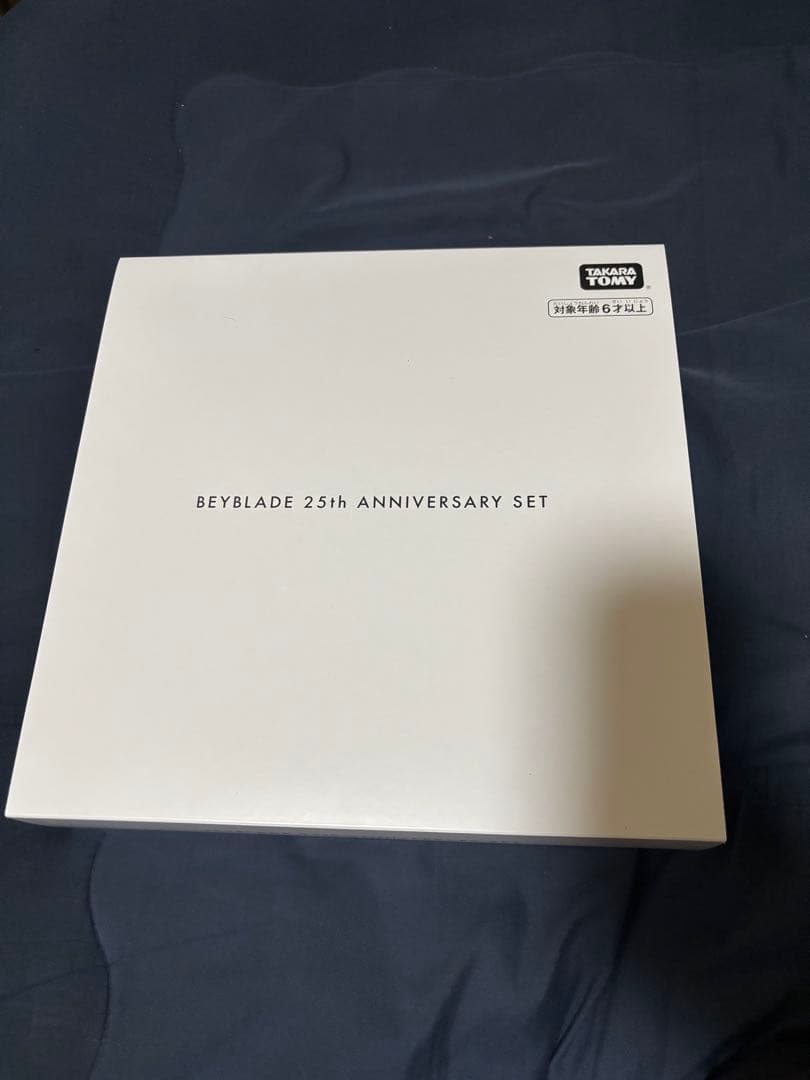 TAKARA
TOMY
対象年齢6才以上
BEYBLADE 25th ANNIVERSARY SET